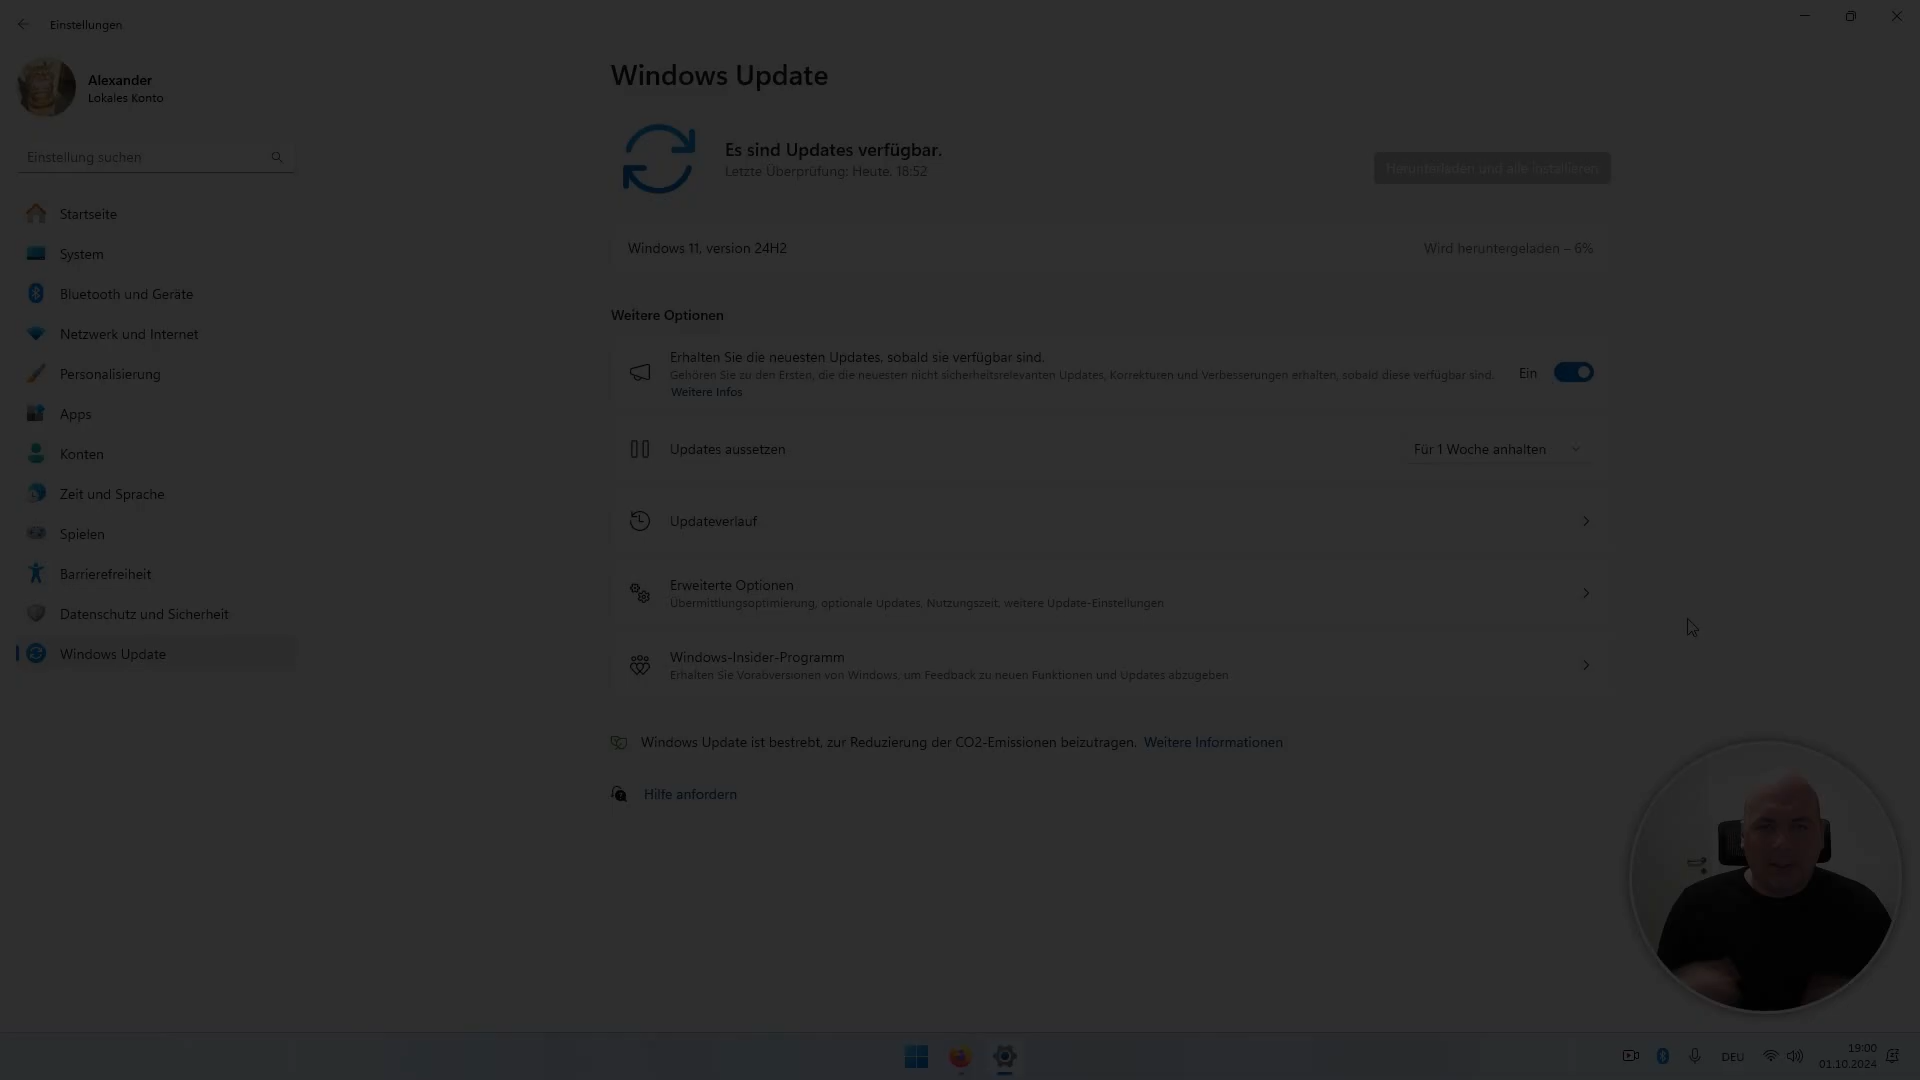 Einstellungen
Alexander
Lokales Konto
Einstellung suchen
Startseite
System
Bluetooth und Geräte
Netzwerk und Internet
Personalisierung
Apps
Konten
Zeit und Sprache
Spielen
Barrierefreiheit
Datenschutz und Sicherheit
Windows Update
Windows Update
Es sind Updates verfügbar.
Letzte Überprüfung: Heute, 18:52
Herunterladen und alle installieren
Windows 11, version 24H2
Wird heruntergeladen – 6%
Weitere Optionen
Erhalten Sie die neuesten Updates, sobald sie verfügbar sind.
Gehören Sie zu den Ersten, die die neuesten nicht sicherheitsrelevanten Updates, Korrekturen und Verbesserungen erhalten, sobald diese verfügbar sind.
Weitere Infos
Ein
Updates aussetzen
Für 1 Woche anhalten
Updateverlauf
Erweiterte Optionen
Übermittlungsoptimierung, optionale Updates, Nutzungszeit, weitere Update-Einstellungen
Windows-Insider-Programm
Erhalten Sie Vorabversionen von Windows, um Feedback zu neuen Funktionen und Updates abzugeben
Windows Update ist bestrebt, zur Reduzierung der CO2-Emissionen beizutragen. Weitere Informationen
Hilfe anfordern
DEU
19:00
01.10.2024